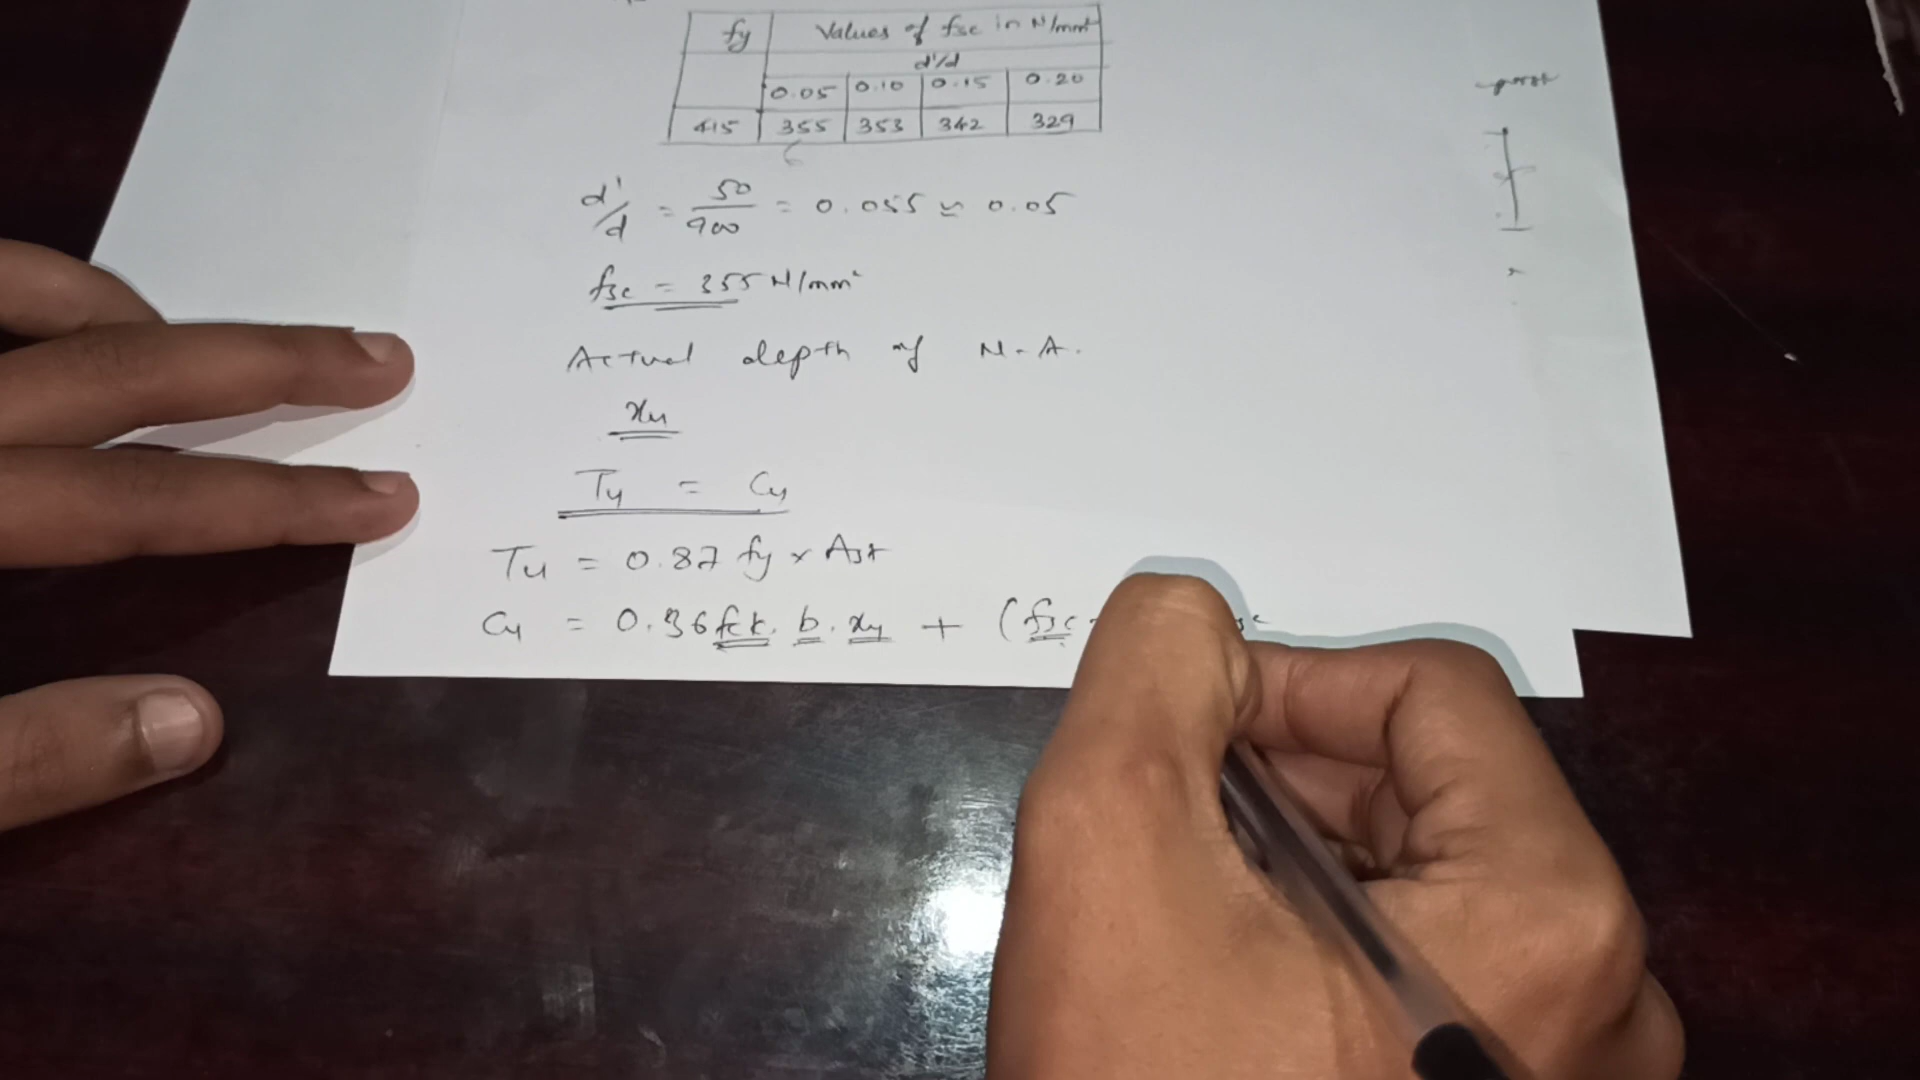 fy Values of fsc in N/mm²
d'/d
0.05 0.10 0.15 0.20
415 355 353 342 329
d'/d = 50/900 = 0.055 ≃ 0.05
fsc = 355 N/mm²
Actual depth of N.A.
xu
Tu = Cu
Tu = 0.87 fy × Ast
Cu = 0.36 fck. b. xu + (fsc